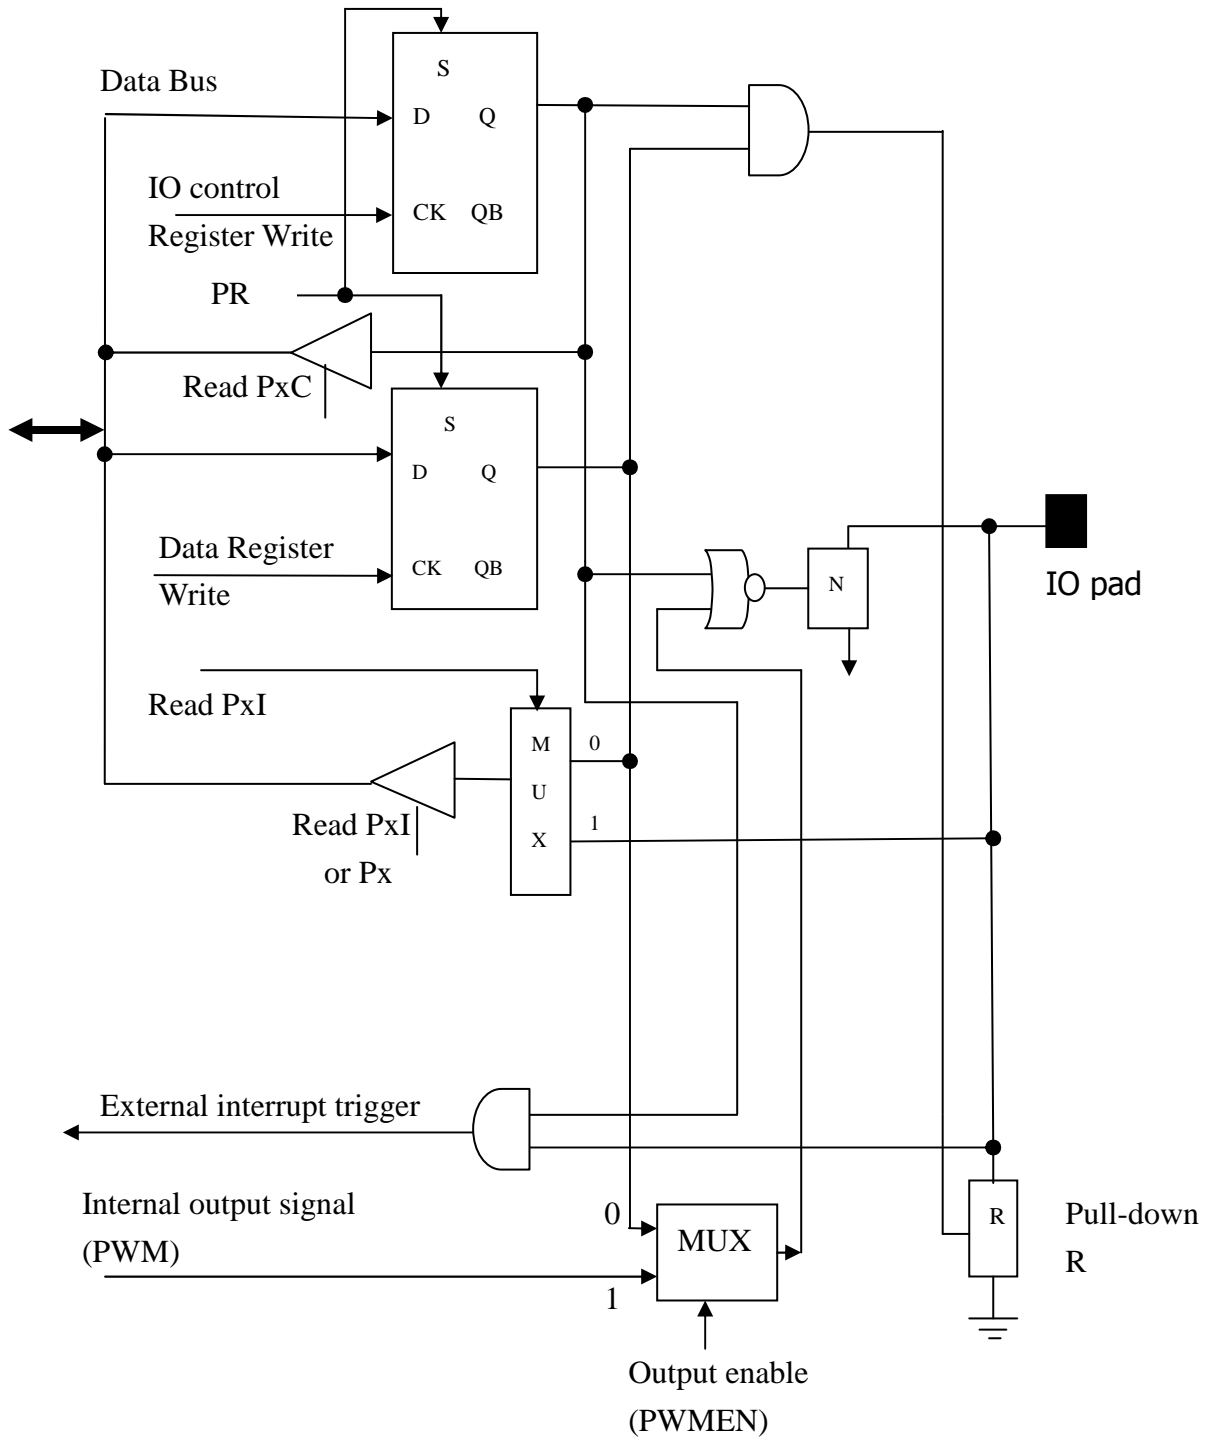 S
Data Bus
D Q
IO control
CK QB
Register Write
PR
Read PxC
S
D Q
Data Register
CK QB
Write
N
IO pad
Read PxI
M
0
U
Read PxI
1
X
or Px
External interrupt trigger
Internal output signal
0
R
Pull-down
(PWM)
MUX
R
1
Output enable
(PWMEN)